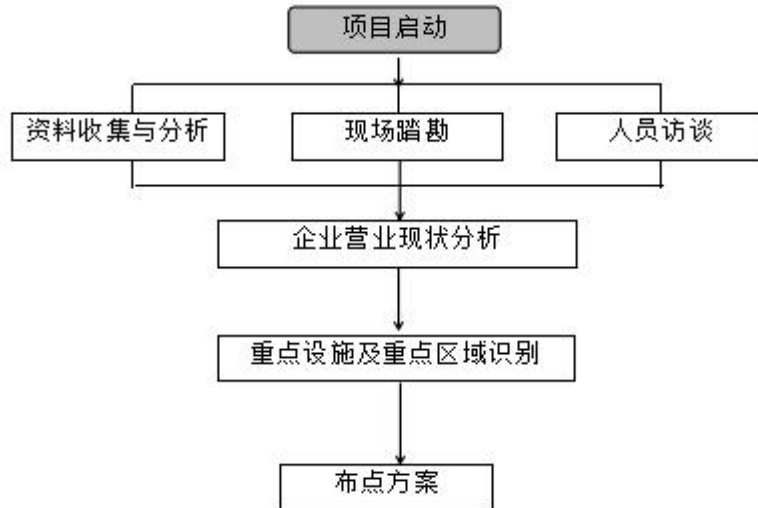 项目启动
资料收集与分析
现场踏勘
人员访谈
企业营业现状分析
重点设施及重点区域识别
布点方案